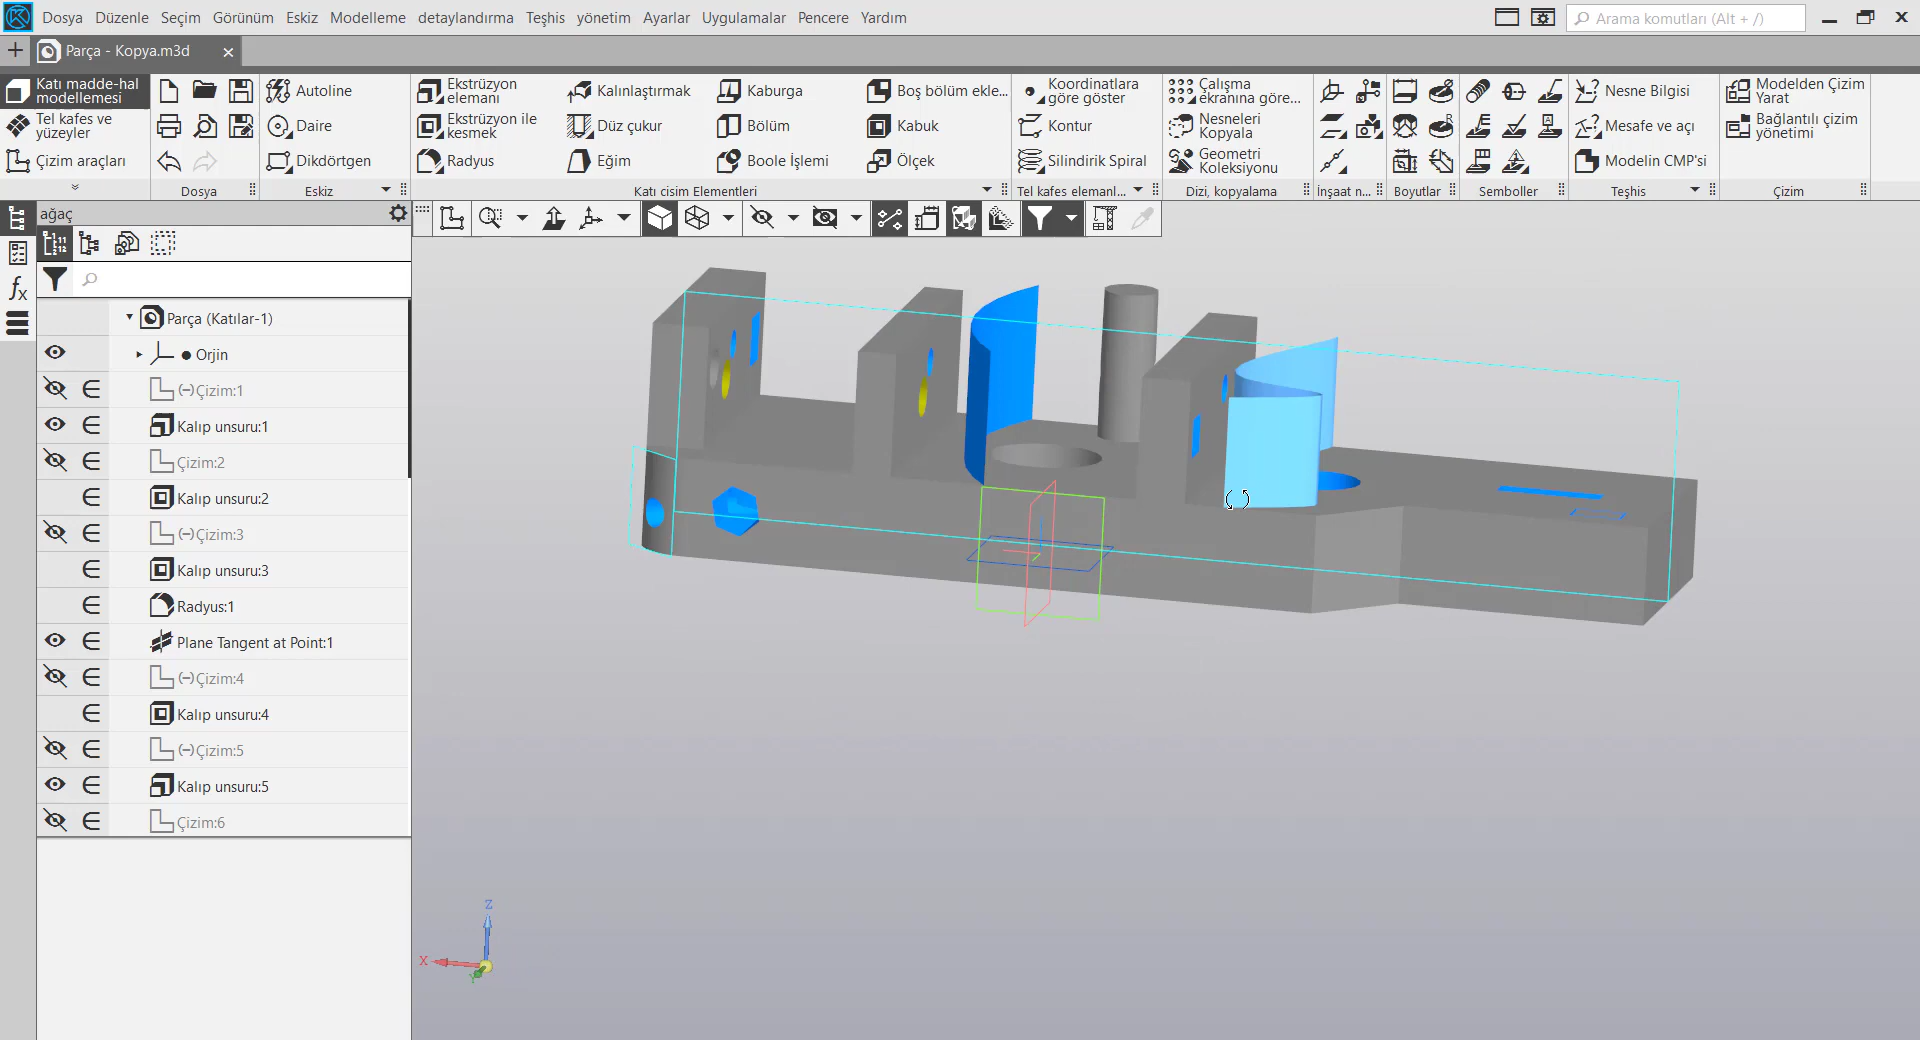 Dosya Düzenle Seçim Görünüm Eskiz Modelleme detaylandırma Teşhis yönetim Ayarlar Uygulamalar Pencere Yardım
Arama komutları (Alt + /)
Parça - Kopya.m3d
Katı madde-hal modellemesi
Tel kafes ve yüzeyler
Çizim araçları
Dosya
Autoline
Daire
Dikdörtgen
Eskiz
Ekstrüzyon elemanı
Ekstrüzyon ile kesmek
Radyus
Kalınlaştırmak
Düz çukur
Eğim
Kaburga
Bölüm
Boole İşlemi
Boş bölüm ekle...
Kabuk
Ölçek
Katı cisim Elementleri
Koordinatlara göre göster
Kontur
Silindirik Spiral
Tel kafes elemanl...
Çalışma ekranına göre...
Nesneleri Kopyala
Geometri Koleksiyonu
Dizi, kopyalama
İnşaat n...
Boyutlar
Semboller
Nesne Bilgisi
Mesafe ve açı
Modelin CMP'si
Teşhis
Modelden Çizim Yarat
Bağlantılı çizim yönetimi
Çizim
ağaç
Parça (Katılar-1)
Orjin
(-)Çizim:1
Kalıp unsuru:1
Çizim:2
Kalıp unsuru:2
(-)Çizim:3
Kalıp unsuru:3
Radyus:1
Plane Tangent at Point:1
(-)Çizim:4
Kalıp unsuru:4
(-)Çizim:5
Kalıp unsuru:5
Çizim:6
Z
X
Y